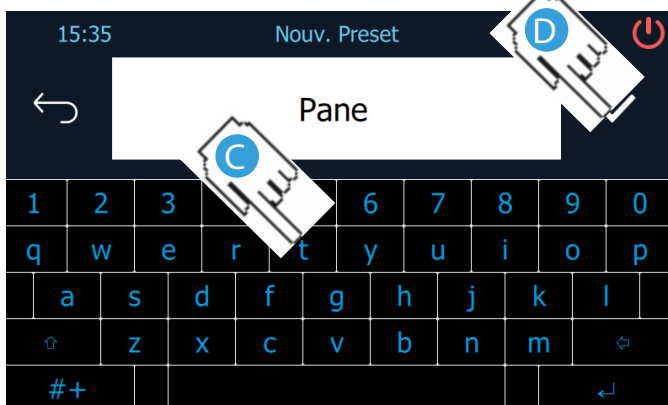 15:35 Nouv. Preset D
Pane
C
1 2 3 6 7 8 9 0
q w e r t y u i o p
a s d f g h j k l
z x c v b n m
#+